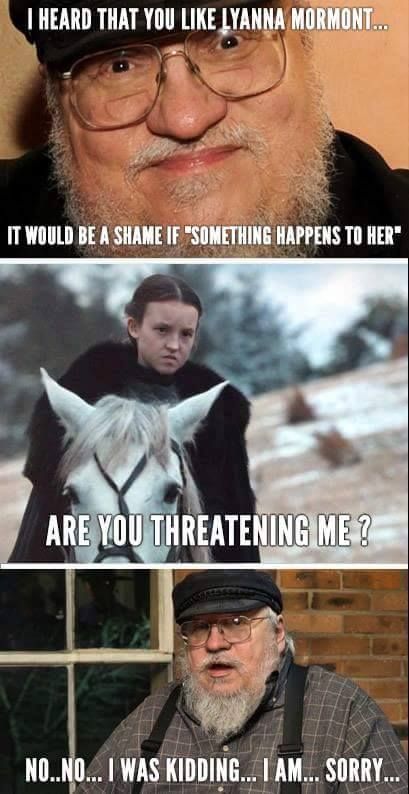 I HEARD THAT YOU LIKE LYANNA MORMONT...
IT WOULD BE A SHAME IF "SOMETHING HAPPENS TO HER"
ARE YOU THREATENING ME ?
NO..NO... I WAS KIDDING... I AM... SORRY...